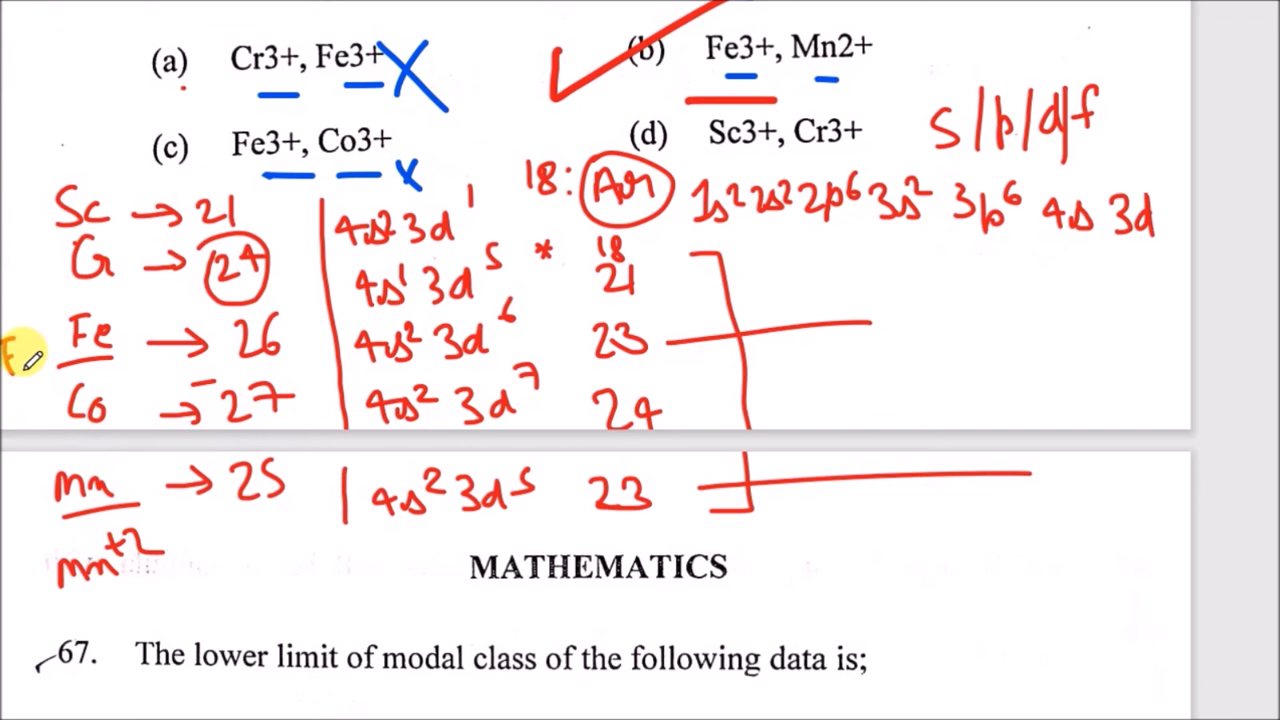 (a) Cr3+, Fe3+ (b) Fe3+, Mn2+
(c) Fe3+, Co3+ (d) Sc3+, Cr3+
s/p/d/f
18: Ar 1s² 2s² 2p⁶ 3s² 3p⁶ 4s 3d
Sc → 21 | 4s² 3d¹ 18
Cr → 24 4s¹ 3d⁵ * 21
Fe → 26 4s² 3d⁶ 23
Co → 27 4s² 3d⁷ 24
Mn → 25 | 4s² 3d⁵ 23
Mn+2
MATHEMATICS
67. The lower limit of modal class of the following data is;